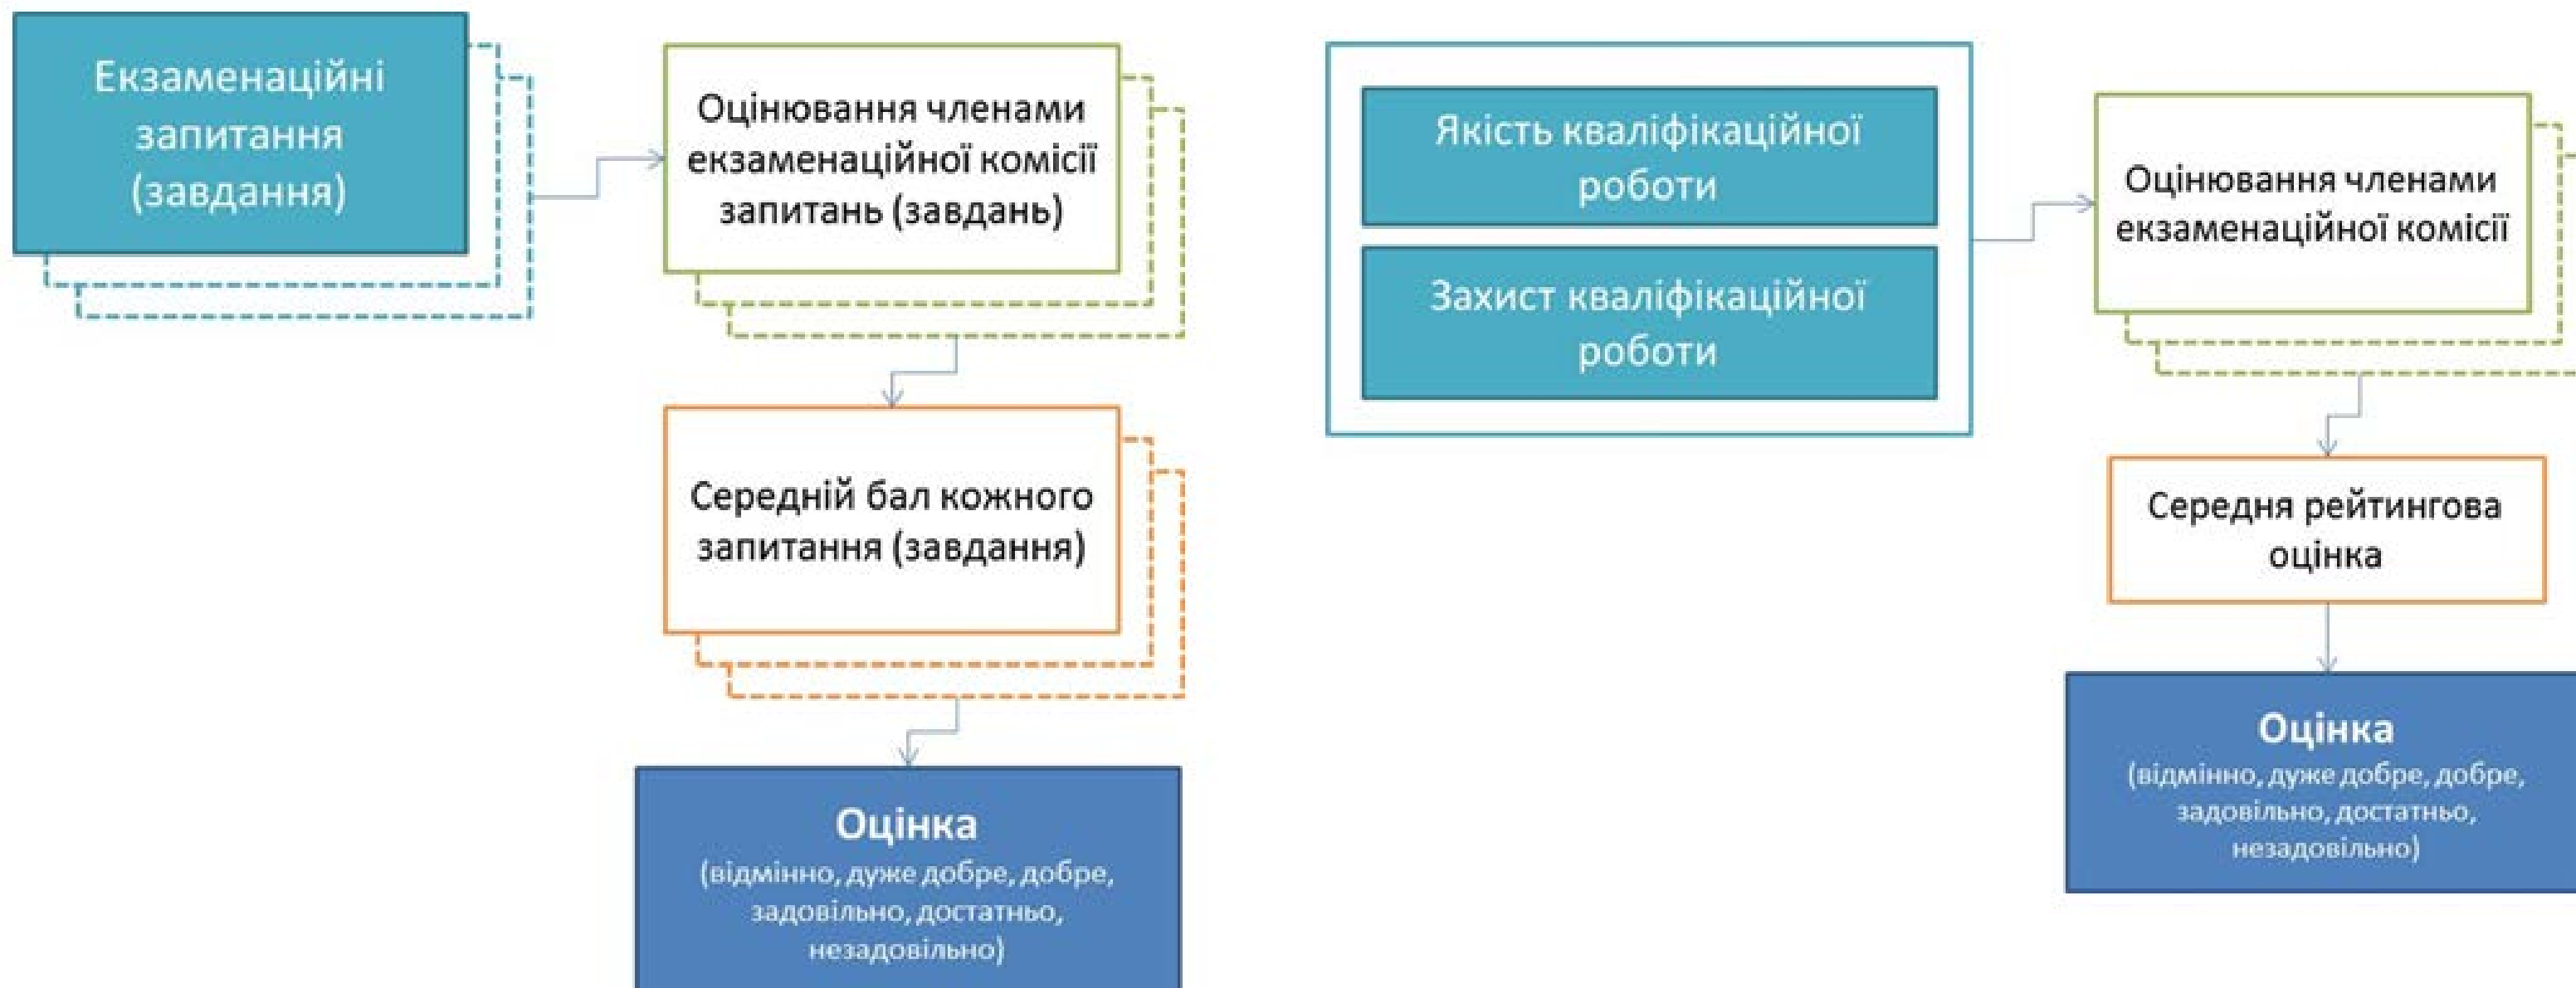 Екзаменаційні
запитання
(завдання)
Оцінювання членами
екзаменаційної комісії
запитань (завдань)
Середній бал кожного
запитання (завдання)
Оцінка
(відмінно, дуже добре, добре,
задовільно, достатньо,
незадовільно)
Якість кваліфікаційної
роботи
Захист кваліфікаційної
роботи
Оцінювання членами
екзаменаційної комісії
Середня рейтингова
оцінка
Оцінка
(відмінно, дуже добре, добре,
задовільно, достатньо,
незадовільно)